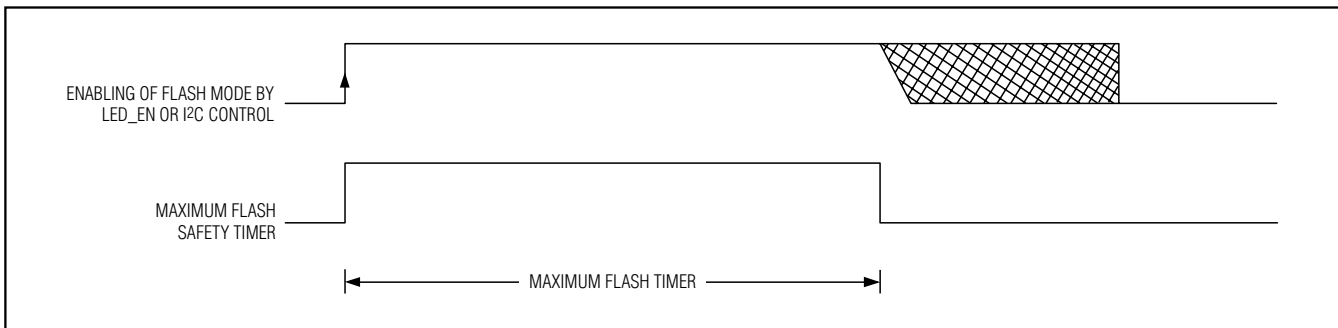 ENABLING OF FLASH MODE BY
LED_EN OR I²C CONTROL
MAXIMUM FLASH
SAFETY TIMER
MAXIMUM FLASH TIMER